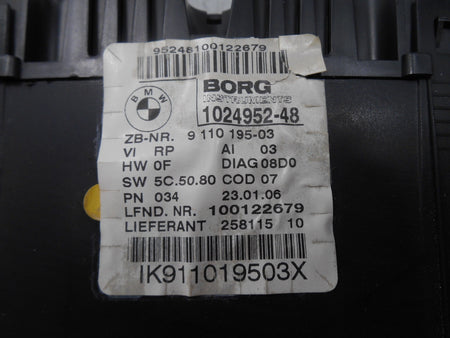 95248100122679
BMW
BORG
INSTRUMENTS
1024952-48
ZB-NR. 9 110 195-03
VI RP AI 03
HW 0F DIAG 08D0
SW 5C.50.80 COD 07
PN 034 23.01.06
LFND. NR. 100122679
LIEFERANT 258115 10
IK911019503X